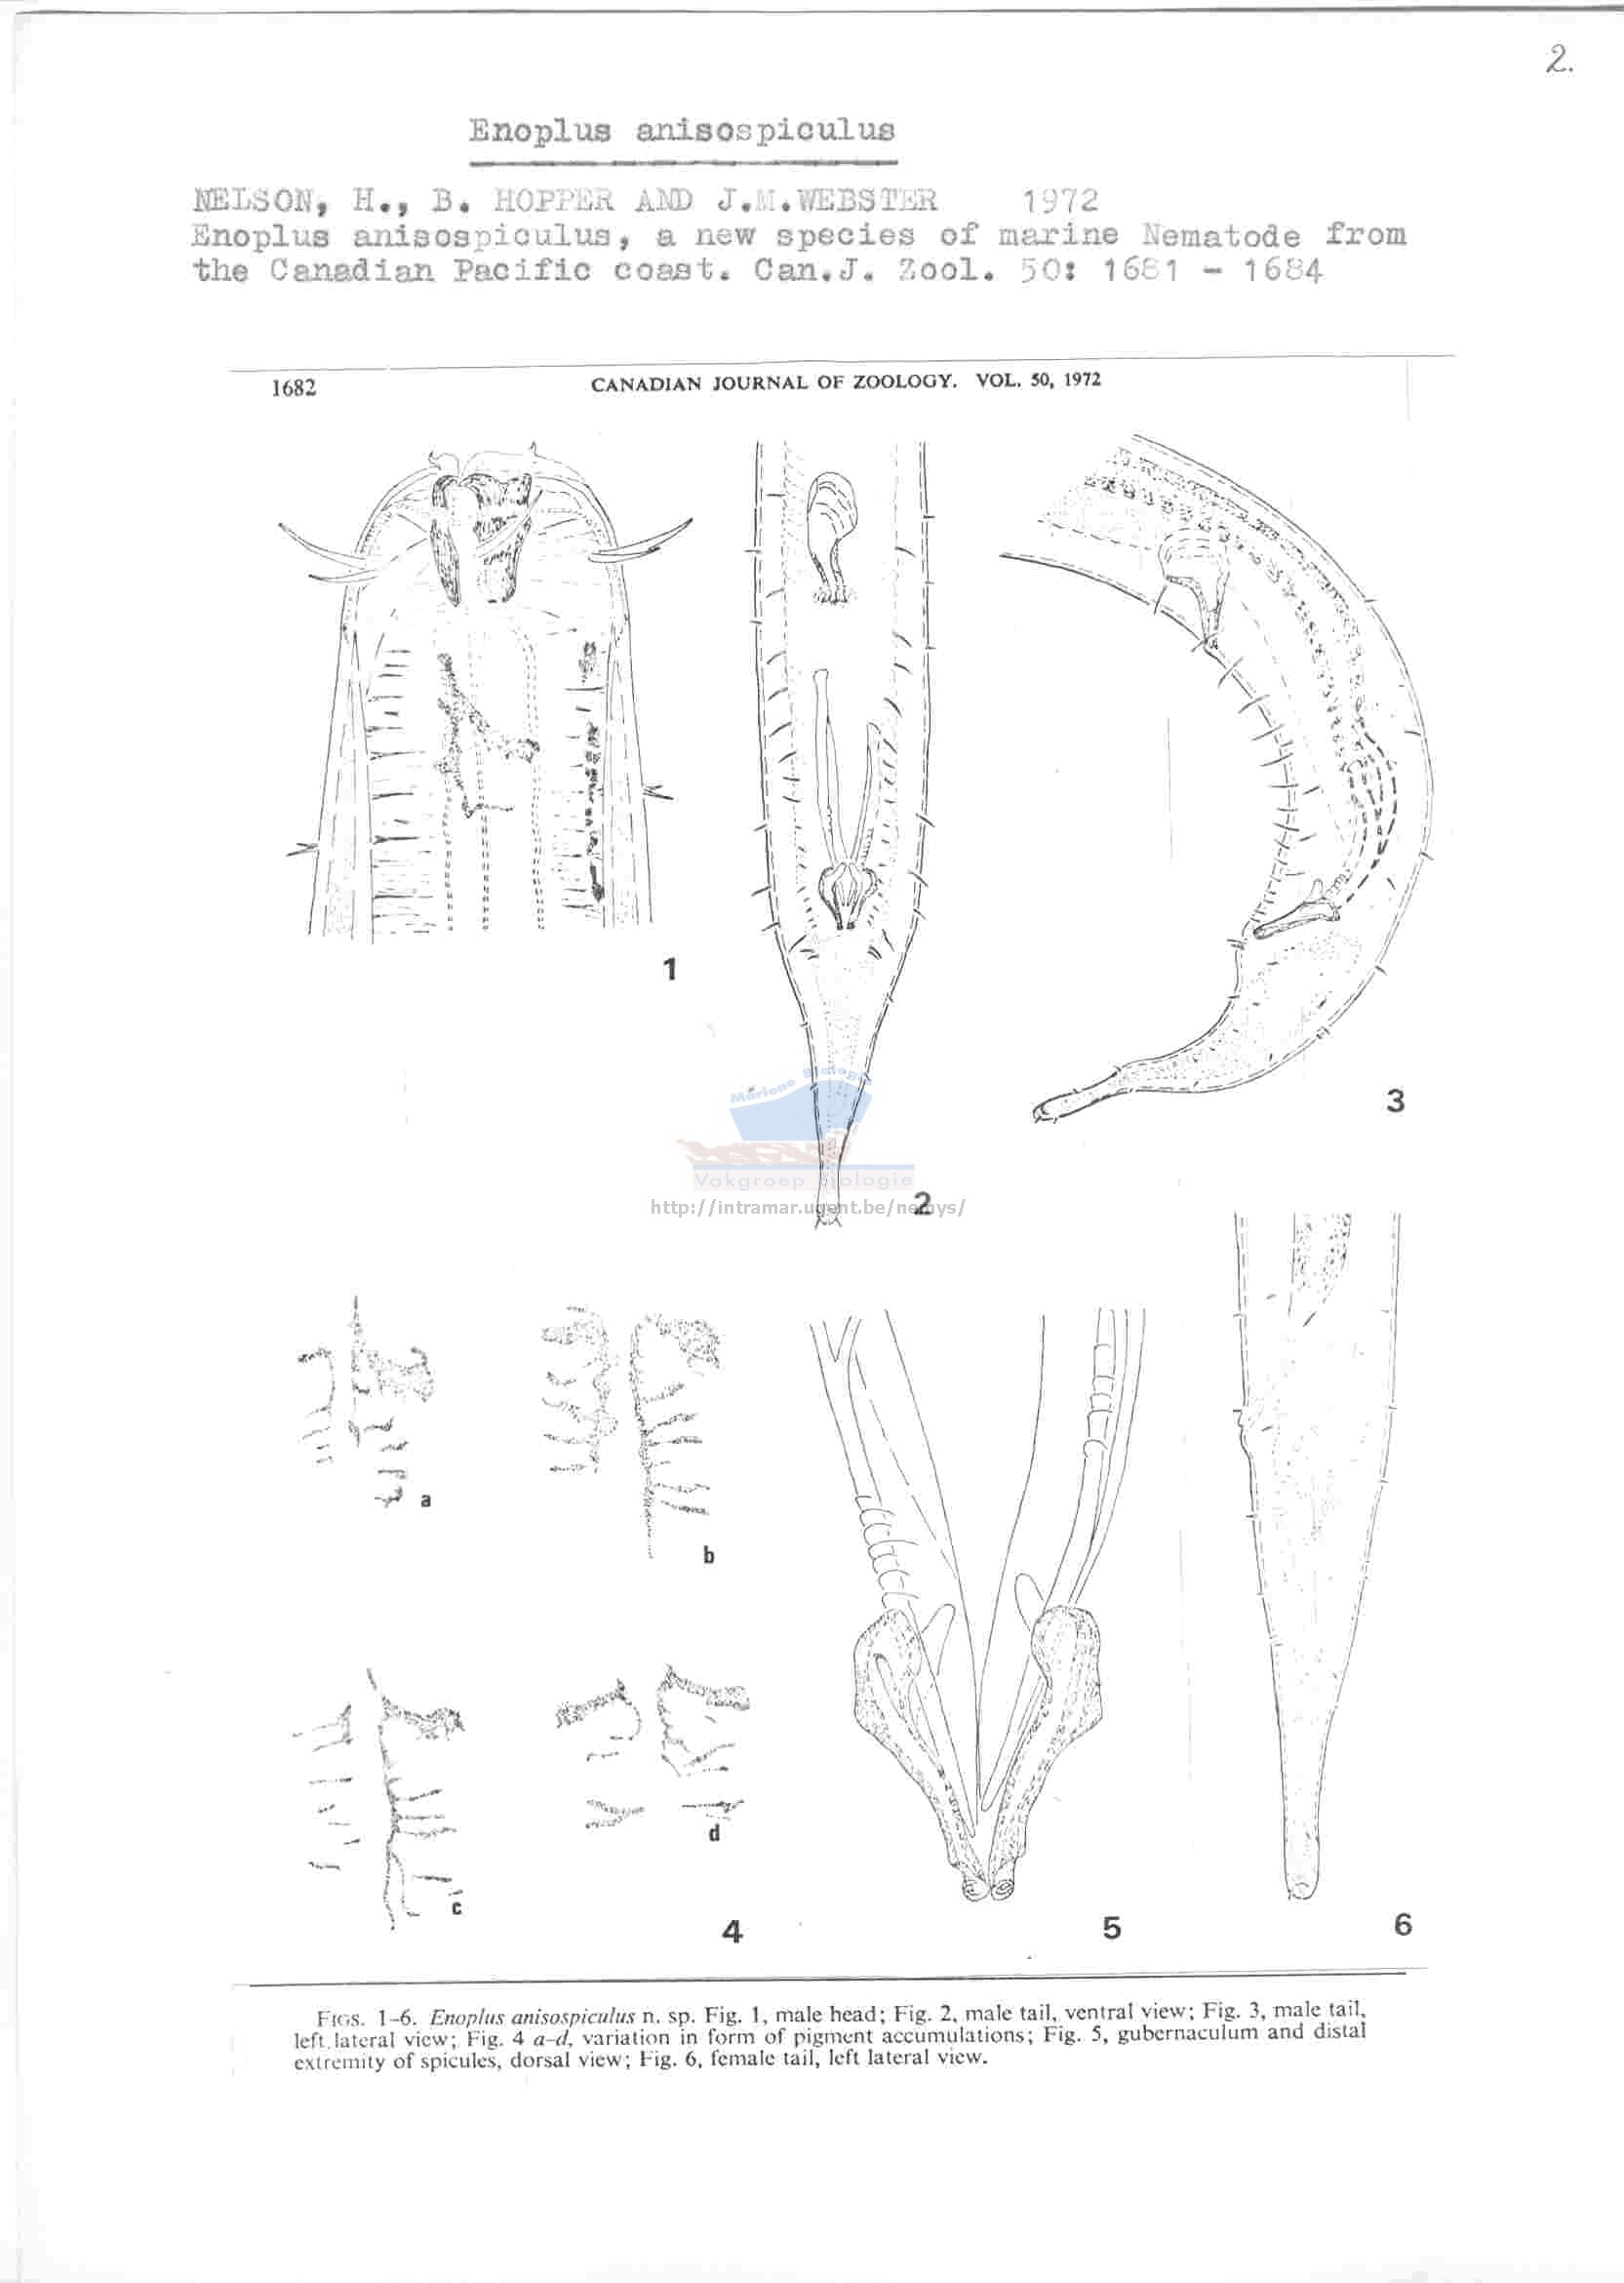 2.
Enoplus anisospiculus
NELSON, H., B. HOPPER AND J.M.WEBSTER 1972
Enoplus anisospiculus, a new species of marine Nematode from
the Canadian Pacific coast. Can.J. Zool. 50: 1681 - 1684
1682 CANADIAN JOURNAL OF ZOOLOGY. VOL. 50, 1972
1
3
Mariene Biologie
Vakgroep Biologie
2
http://intramar.ugent.be/nemys/
a
b
d
c
4
5
6
FIGS. 1-6. Enoplus anisospiculus n. sp. Fig. 1, male head; Fig. 2, male tail, ventral view; Fig. 3, male tail,
left lateral view; Fig. 4 a-d, variation in form of pigment accumulations; Fig. 5, gubernaculum and distal
extremity of spicules, dorsal view; Fig. 6, female tail, left lateral view.